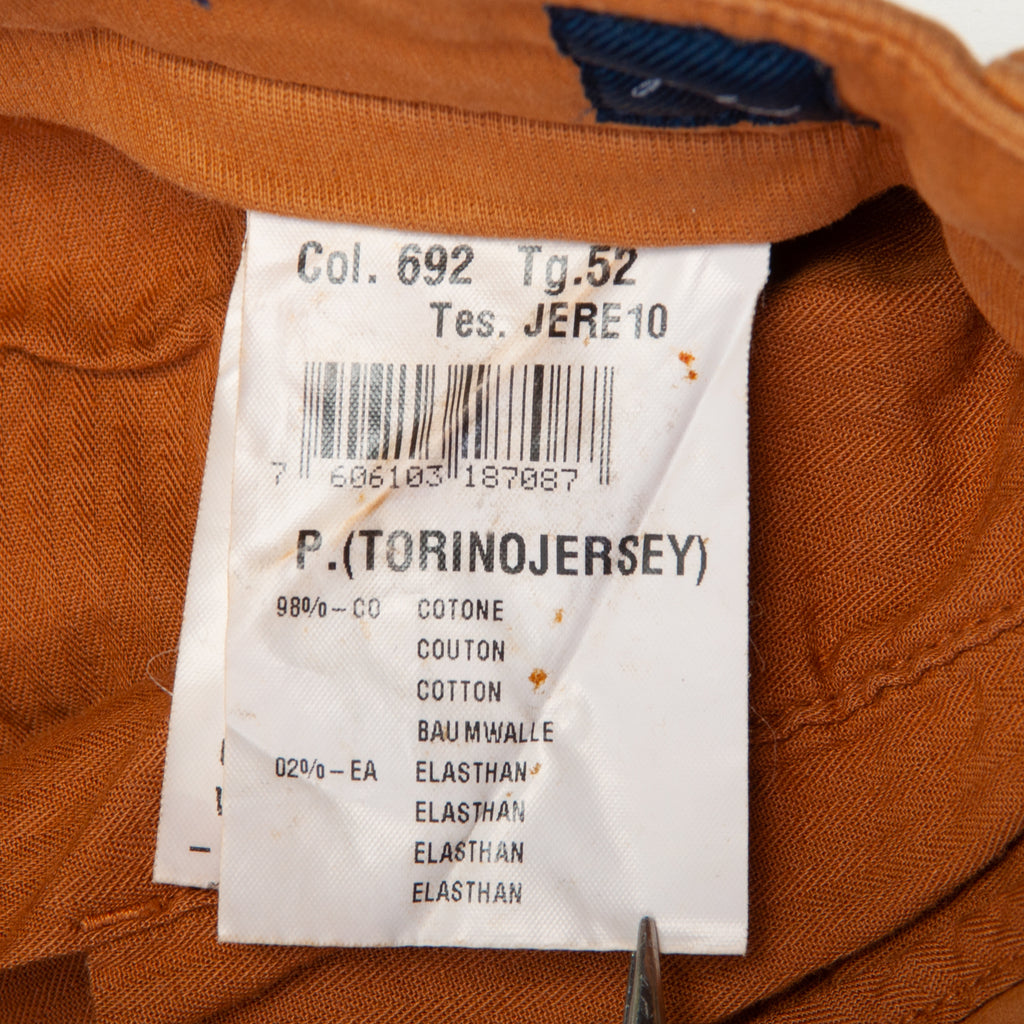 Col. 692 Tg.52
Tes. JERE10
7 606103 187087
P.(TORINOJERSEY)
98%-CO COTONE
COUTON
COTTON
BAUMWALLE
02%-EA ELASTHAN
ELASTHAN
ELASTHAN
ELASTHAN